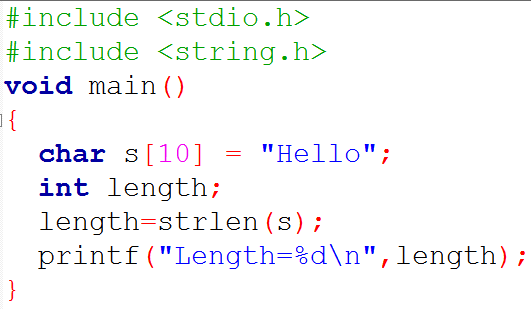 #include <stdio.h>
#include <string.h>
void main()
{
char s[10] = "Hello";
int length;
length=strlen(s);
printf("Length=%d\n",length);
}